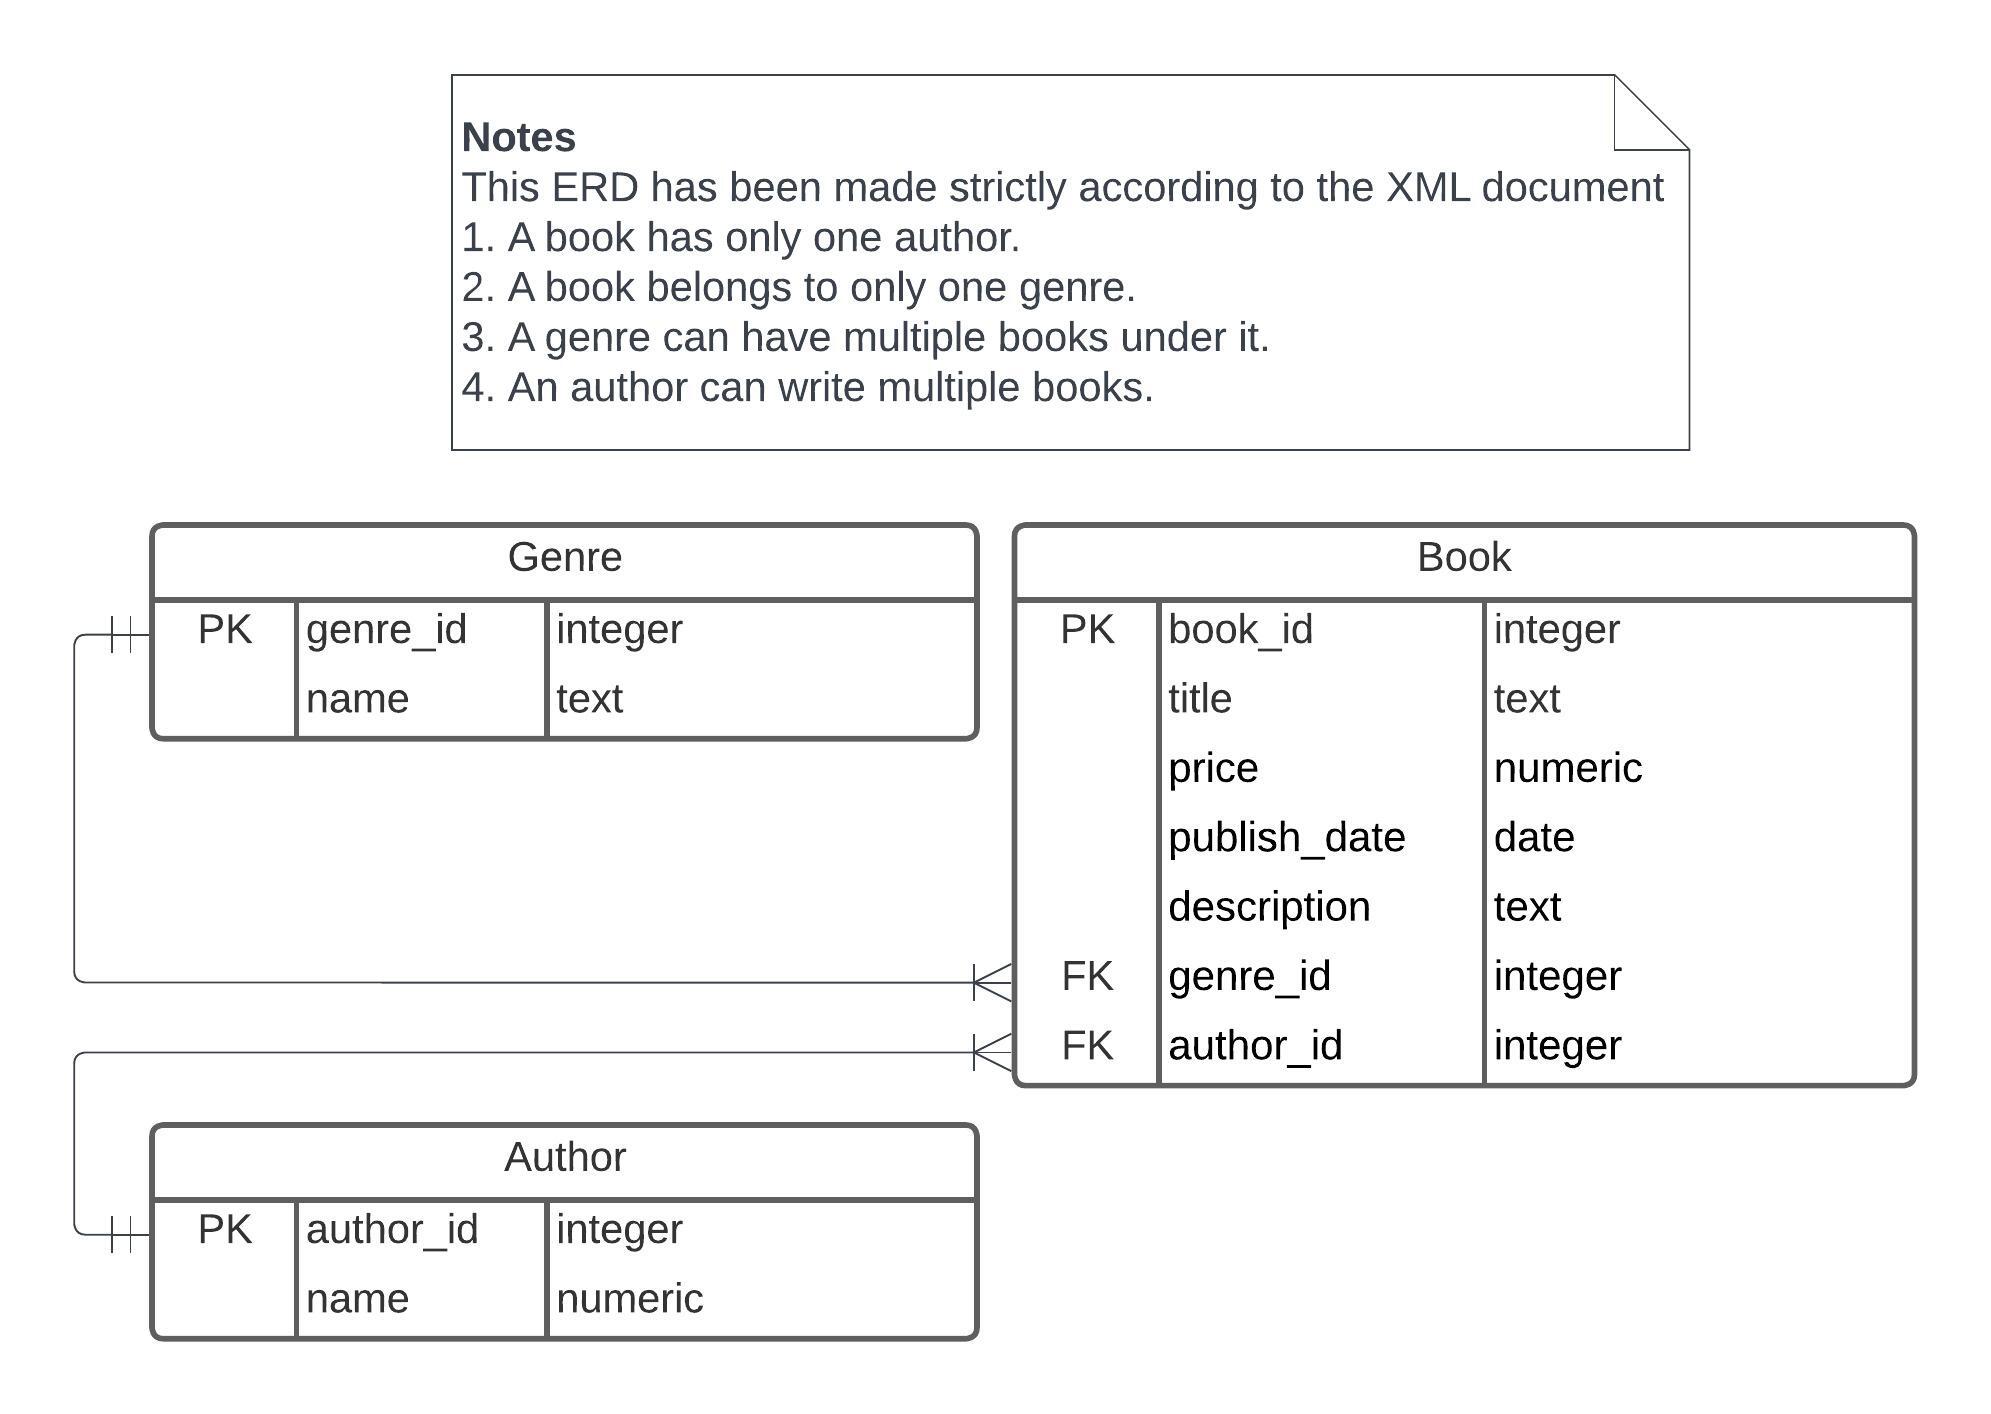 Notes
This ERD has been made strictly according to the XML document
1. A book has only one author.
2. A book belongs to only one genre.
3. A genre can have multiple books under it.
4. An author can write multiple books.
Genre
PK genre_id integer
name text
Book
PK book_id integer
title text
price numeric
publish_date date
description text
FK genre_id integer
FK author_id integer
Author
PK author_id integer
name numeric